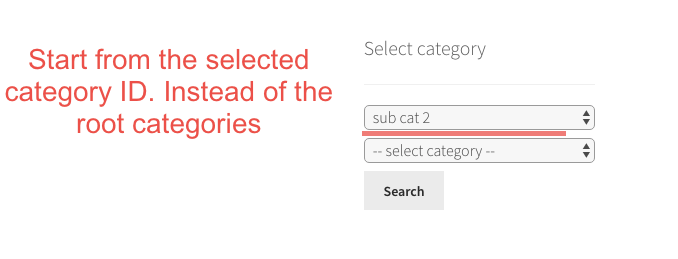 Start from the selected
category ID. Instead of the
root categories
Select category
sub cat 2
-- select category --
Search